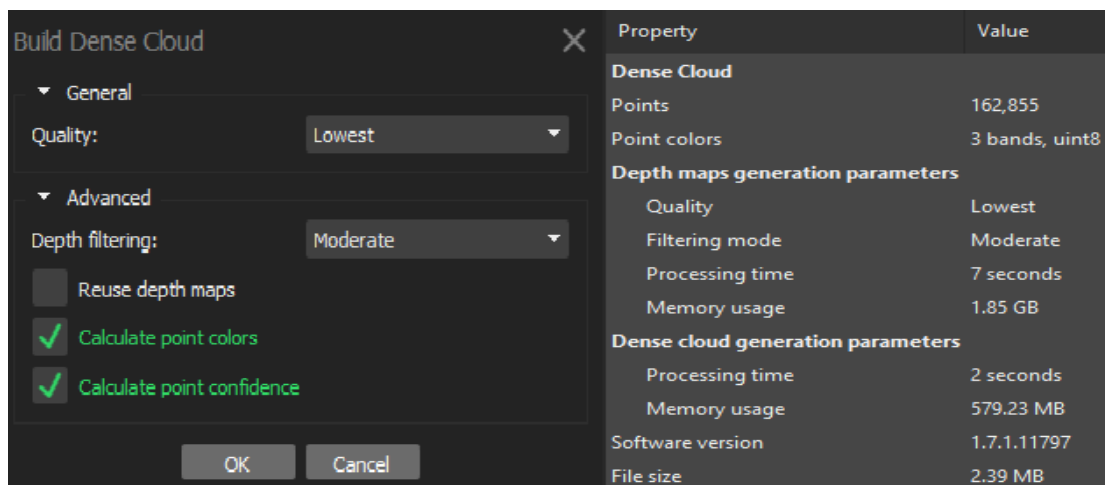 Build Dense Cloud
General
Quality: Lowest
Advanced
Depth filtering: Moderate
Reuse depth maps
Calculate point colors
Calculate point confidence
OK Cancel
Property Value
Dense Cloud
Points 162,855
Point colors 3 bands, uint8
Depth maps generation parameters
Quality Lowest
Filtering mode Moderate
Processing time 7 seconds
Memory usage 1.85 GB
Dense cloud generation parameters
Processing time 2 seconds
Memory usage 579.23 MB
Software version 1.7.1.11797
File size 2.39 MB